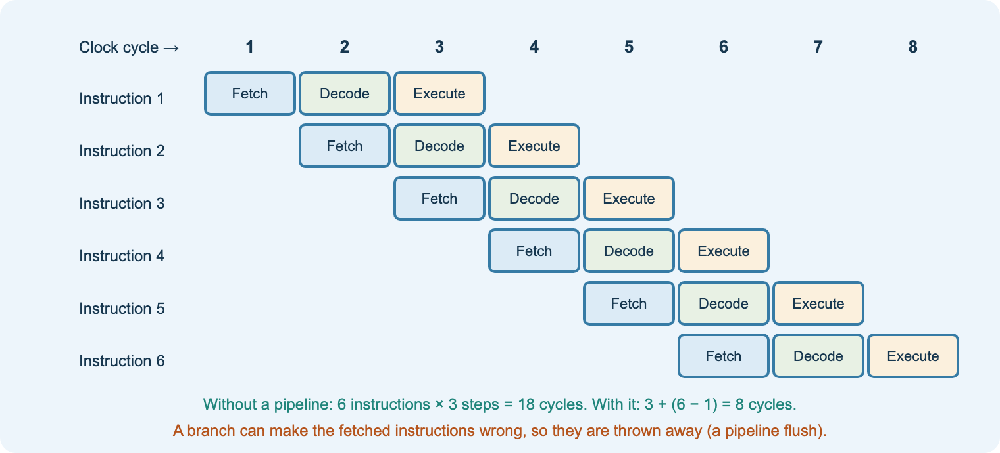 Clock cycle → 1 2 3 4 5 6 7 8
Instruction 1 Fetch Decode Execute
Instruction 2 Fetch Decode Execute
Instruction 3 Fetch Decode Execute
Instruction 4 Fetch Decode Execute
Instruction 5 Fetch Decode Execute
Instruction 6 Fetch Decode Execute
Without a pipeline: 6 instructions × 3 steps = 18 cycles. With it: 3 + (6 − 1) = 8 cycles.
A branch can make the fetched instructions wrong, so they are thrown away (a pipeline flush).